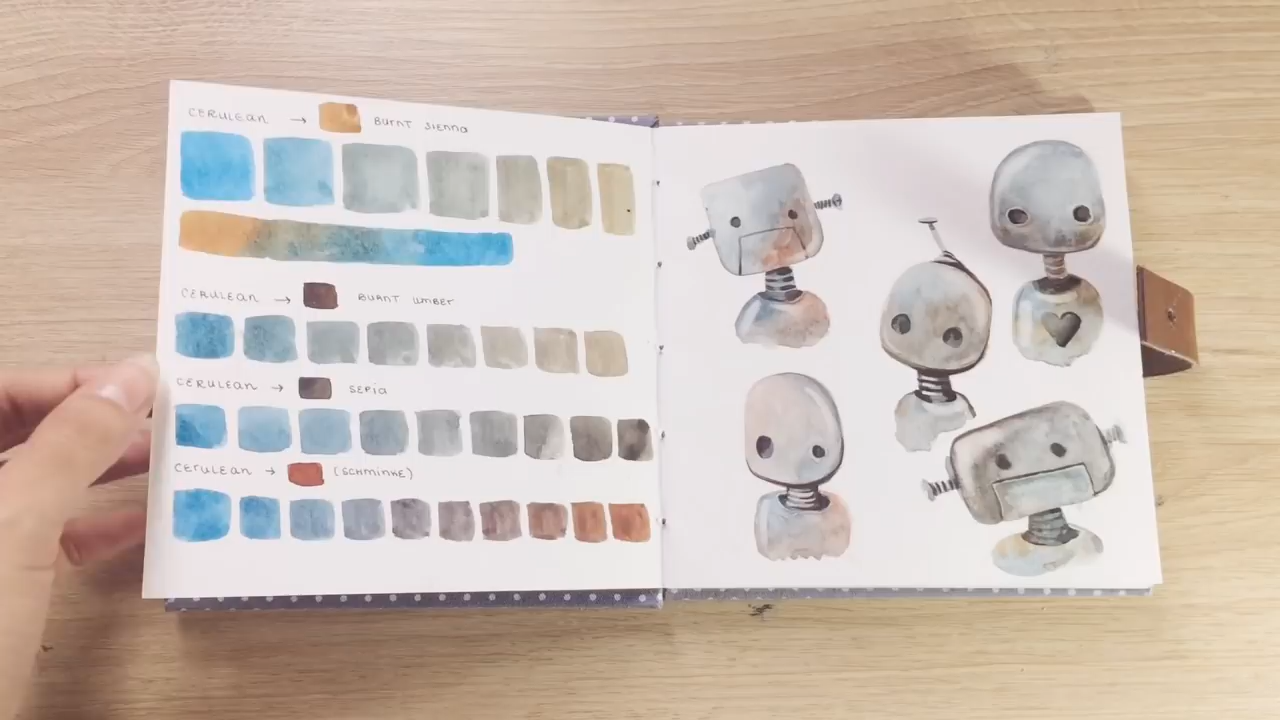 CERULEAN → BURNT SIENNA
CERULEAN → BURNT UMBER
CERULEAN → SEPIA
CERULEAN → (SCHMINKE)